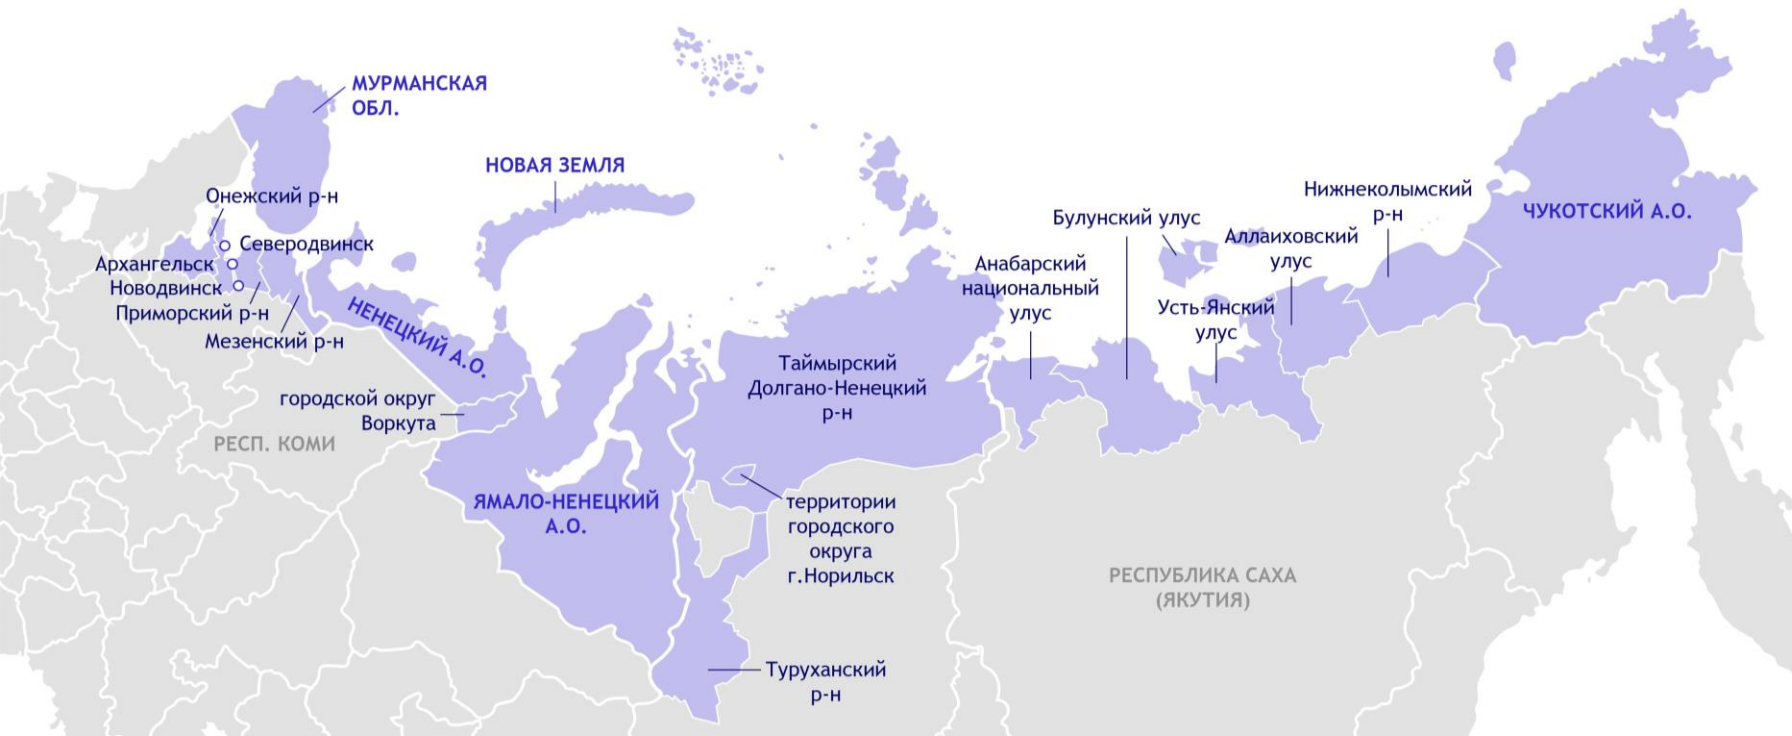 МУРМАНСКАЯ
ОБЛ.
НОВАЯ ЗЕМЛЯ
Онежский р-н
Северодвинск
Архангельск
Новодвинск
Приморский р-н
Мезенский р-н
НЕНЕЦКИЙ А.О.
городской округ
Воркута
РЕСП. КОМИ
ЯМАЛО-НЕНЕЦКИЙ
А.О.
Таймырский
Долгано-Ненецкий
р-н
территории
городского
округа
г.Норильск
Туруханский
р-н
Анабарский
национальный
улус
Булунский улус
Усть-Янский
улус
Аллаиховский
улус
Нижнеколымский
р-н
ЧУКОТСКИЙ А.О.
РЕСПУБЛИКА САХА
(ЯКУТИЯ)